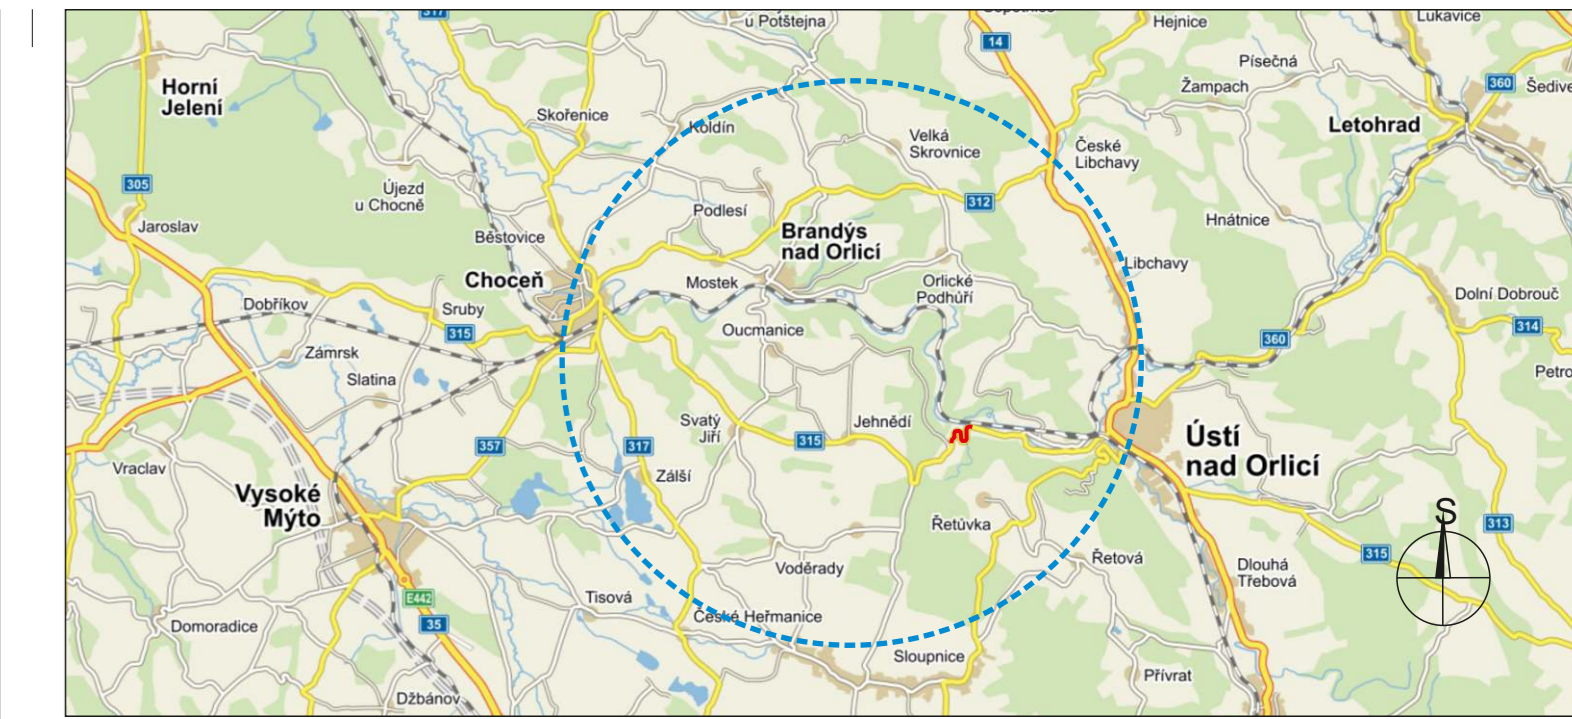 317
u Potštejna
Hejnice
Lukavice
14
Písečná
Žampach
360
Horní
Jelení
Skořenice
Koldín
Velká
Skrovnice
České
Libchavy
Letohrad
305
Újezd
u Chocně
312
Podlesí
Jaroslav
Běstovice
Brandýs
nad Orlicí
Hnátnice
Libchavy
Choceň
Mostek
Orlické
Podhůří
Dolní Dobrouč
Dobříkov
Sruby
315
Oucmanice
360
314
Zámrsk
Slatina
Svatý
Jiří
315
Jehnědí
Ústí
nad Orlicí
357
317
Vraclav
Zálší
Vysoké
Mýto
Řetůvka
S
313
315
Voděrady
Řetová
Dlouhá
Třebová
E442
35
Tisová
České Heřmanice
Domoradice
Sloupnice
Přívrat
Džbánov